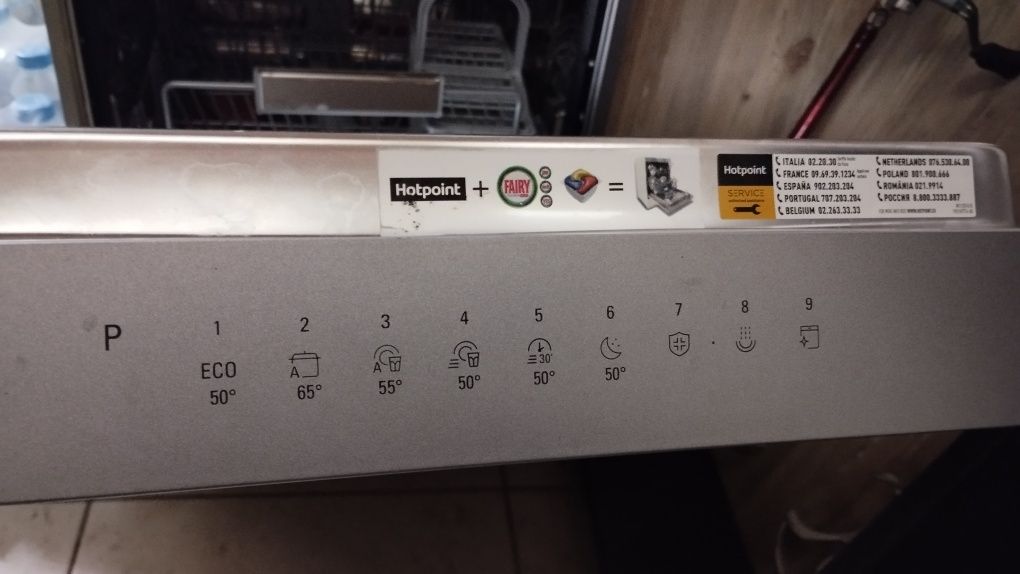 Hotpoint + FAIRY =
Hotpoint
SERVICE
ITALIA 02.20.30
FRANCE 09.69.39.1234
ESPAÑA 902.203.204
PORTUGAL 707.203.204
BELGIUM 02.263.33.33
NETHERLANDS 076.530.64.00
POLAND 801.900.666
ROMÂNIA 021.9914
РОССИЯ 8.800.3333.887
P
1 2 3 4 5 6 7 8 9
ECO A A 30'
50° 65° 55° 50° 50° 50°